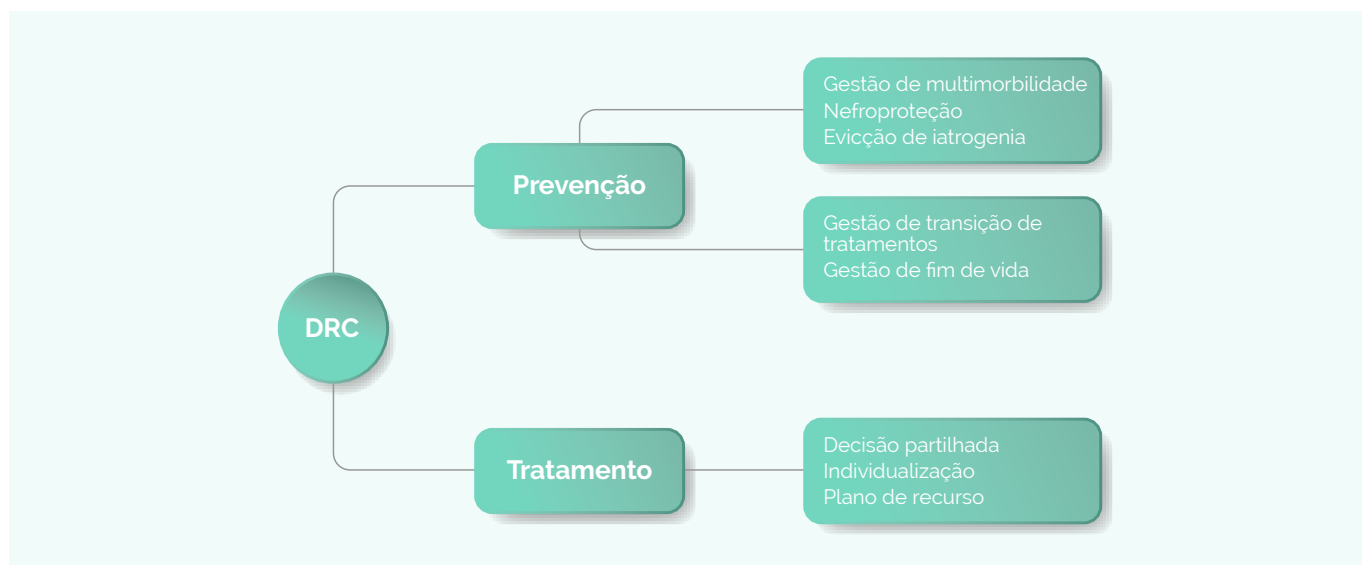 DRC
Prevenção
Gestão de multimorbilidade
Nefroproteção
Evicção de iatrogenia
Gestão de transição de
tratamentos
Gestão de fim de vida
Tratamento
Decisão partilhada
Individualização
Plano de recurso